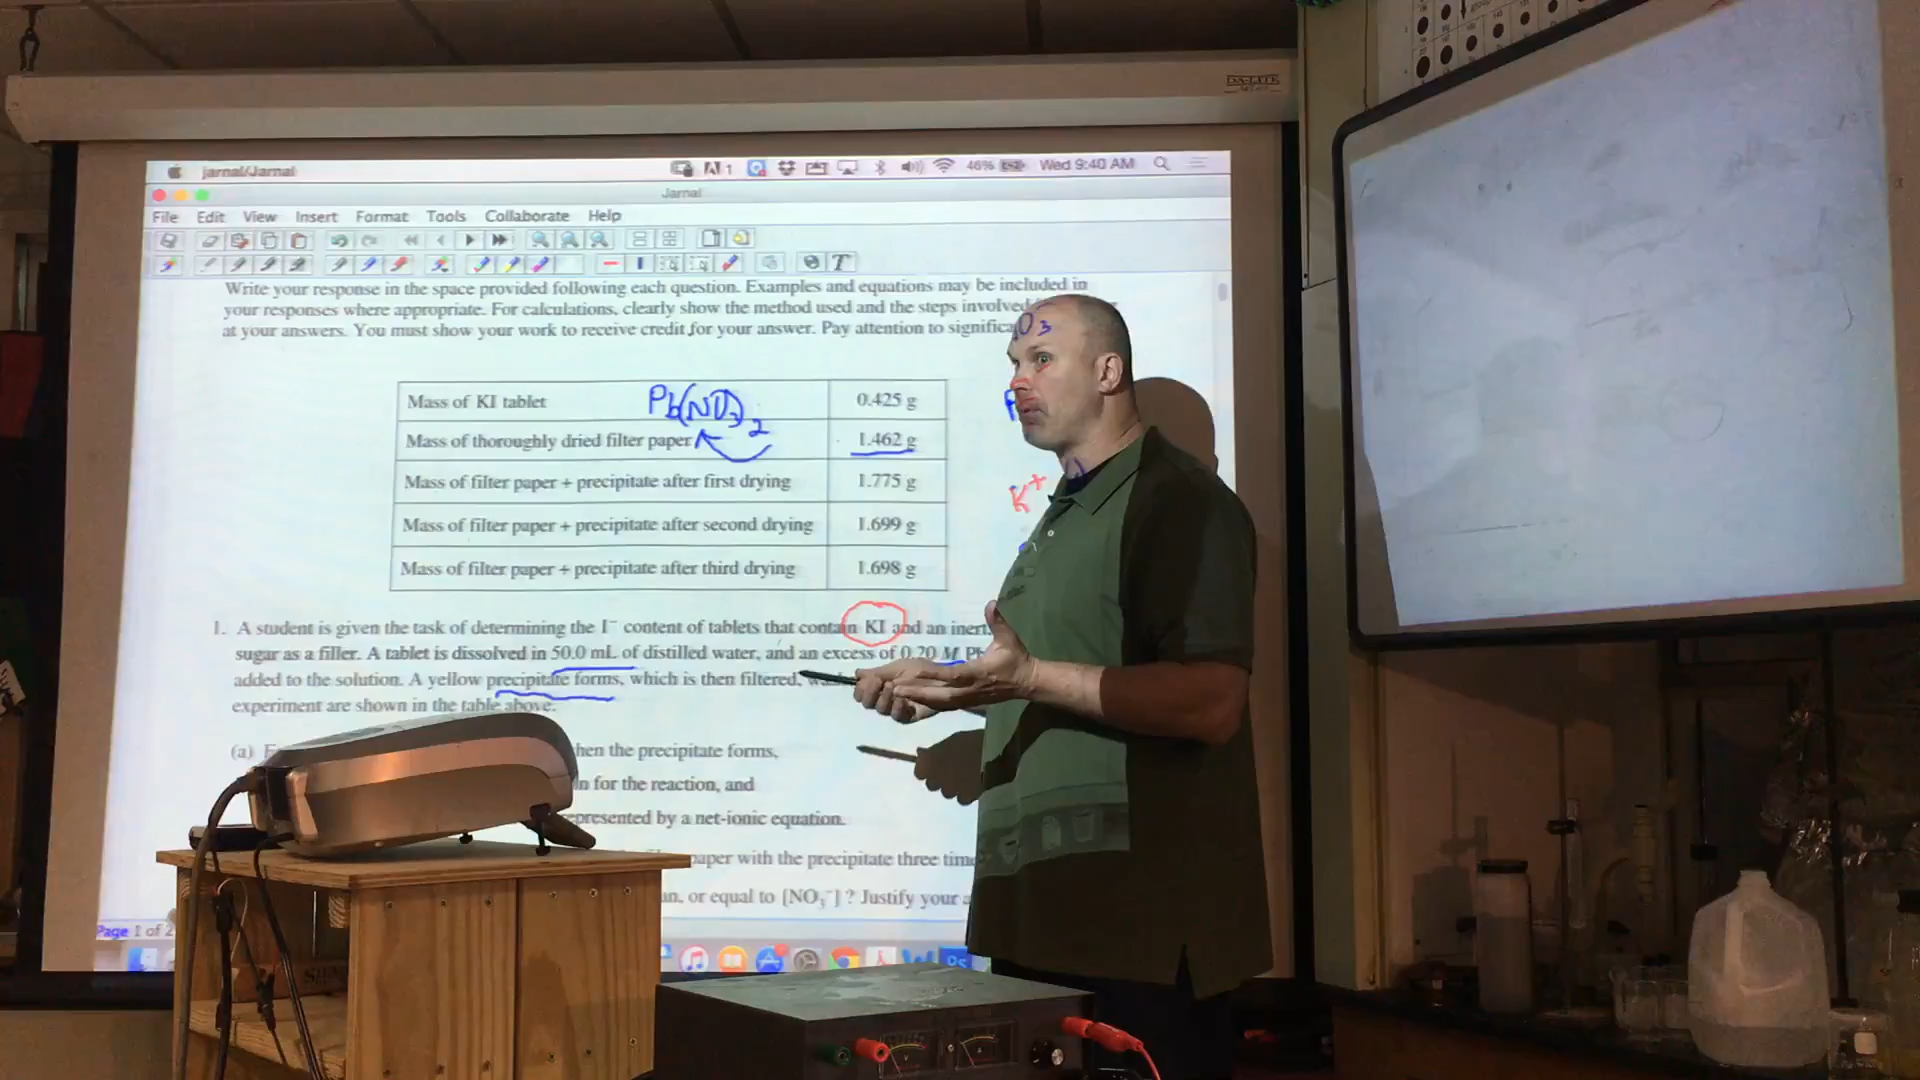 DA-LITE
jarnal/Jarnal 1 46% Wed 9:40 AM
Jarnal
File Edit View Insert Format Tools Collaborate Help
Write your response in the space provided following each question. Examples and equations may be included in
your responses where appropriate. For calculations, clearly show the method used and the steps involved
at your answers. You must show your work to receive credit for your answer. Pay attention to significa
O3
Mass of KI tablet Pb(NO3)2 0.425 g
Mass of thoroughly dried filter paper 1.462 g
Mass of filter paper + precipitate after first drying 1.775 g
K+
Mass of filter paper + precipitate after second drying 1.699 g
Mass of filter paper + precipitate after third drying 1.698 g
1. A student is given the task of determining the I⁻ content of tablets that contain KI and an inert
sugar as a filler. A tablet is dissolved in 50.0 mL of distilled water, and an excess of 0.20 M Pb
added to the solution. A yellow precipitate forms, which is then filtered,
experiment are shown in the table above.
(a) F hen the precipitate forms,
n for the reaction, and
epresented by a net-ionic equation.
paper with the precipitate three time
an, or equal to [NO3⁻] ? Justify your a
Page 1 of 2